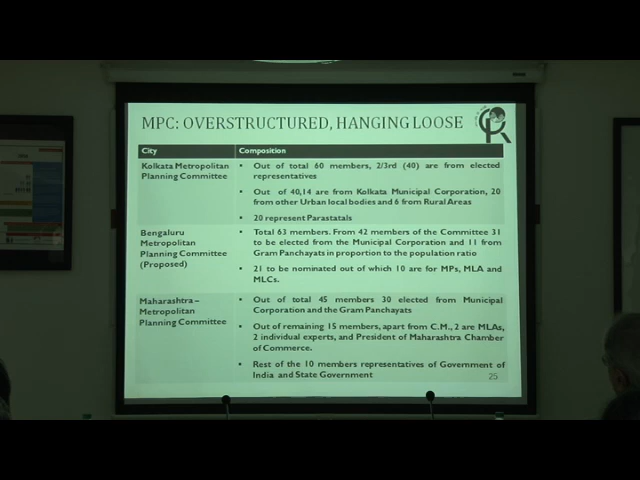 MPC: OVERSTRUCTURED, HANGING LOOSE
City Composition
Kolkata Metropolitan Planning Committee
• Out of total 60 members, 2/3rd (40) are from elected
representatives
• Out of 40,14 are from Kolkata Municipal Corporation, 20
from other Urban local bodies and 6 from Rural Areas
• 20 represent Parastatals
Bengaluru
Metropolitan
Planning Committee
(Proposed)
• Total 63 members. From 42 members of the Committee 31
to be elected from the Municipal Corporation and 11 from
Gram Panchayats in proportion to the population ratio
• 21 to be nominated out of which 10 are for MPs, MLA and
MLCs.
Maharashtra –
Metropolitan
Planning Committee
• Out of total 45 members 30 elected from Municipal
Corporation and the Gram Panchayats
• Out of remaining 15 members, apart from C.M., 2 are MLAs,
2 individual experts, and President of Maharashtra Chamber
of Commerce.
• Rest of the 10 members representatives of Government of
India and State Government
25